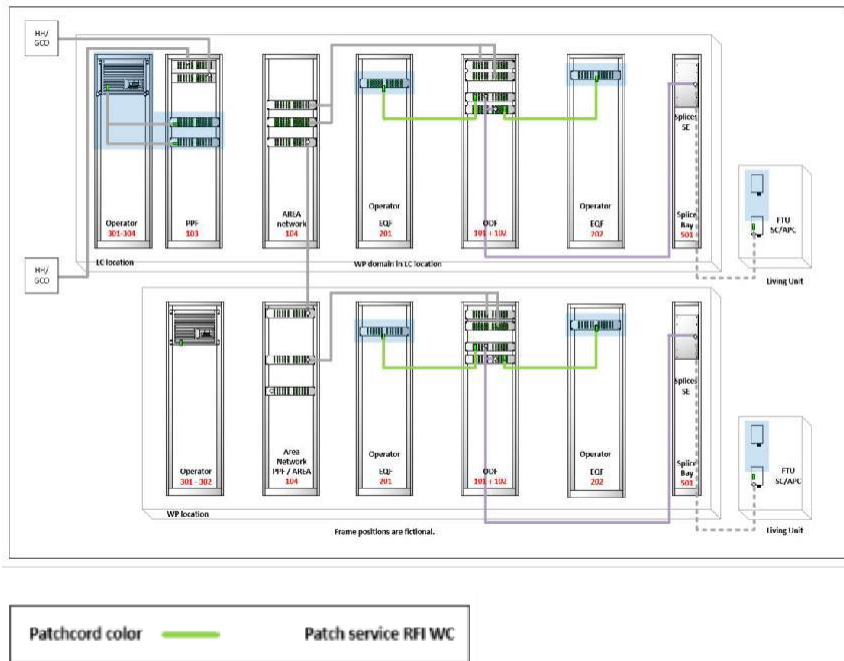 HH/
GCO
Operator
301-304
PPF
103
AREA
network
104
Operator
EQF
201
ODF
101 + 102
Operator
EQF
202
Splices
SE
Splice
Bay
501
FTU
SC/APC
LC location
WP domain in LC location
Living Unit
HH/
GCO
Operator
301 - 302
Area
Network
PPF / AREA
104
Operator
EQF
201
ODF
101 + 102
Operator
EQF
202
Splices
SE
Splice
Bay
501
FTU
SC/APC
WP location
Frame positions are fictional.
Living Unit
Patchcord color
Patch service RFI WC